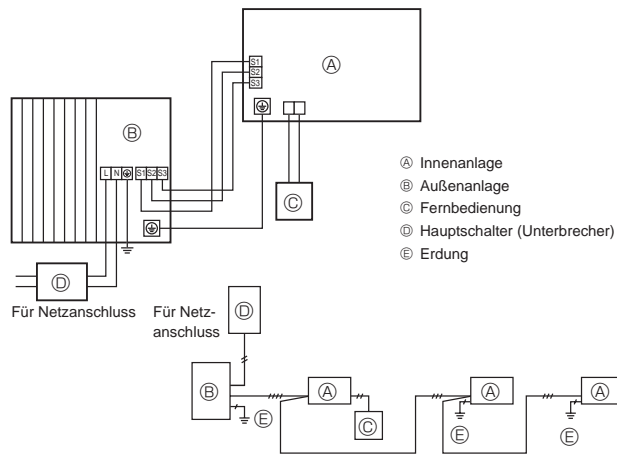 S1
S2
S3
Ⓐ
Ⓑ
L N S1 S2 S3
Ⓒ
Ⓐ Innenanlage
Ⓑ Außenanlage
Ⓒ Fernbedienung
Ⓓ Hauptschalter (Unterbrecher)
Ⓔ Erdung
Ⓓ
Für Netzanschluss
Für Netz-
anschluss
Ⓓ
Ⓑ
Ⓐ
Ⓐ
Ⓐ
Ⓔ
Ⓒ
Ⓔ
Ⓔ